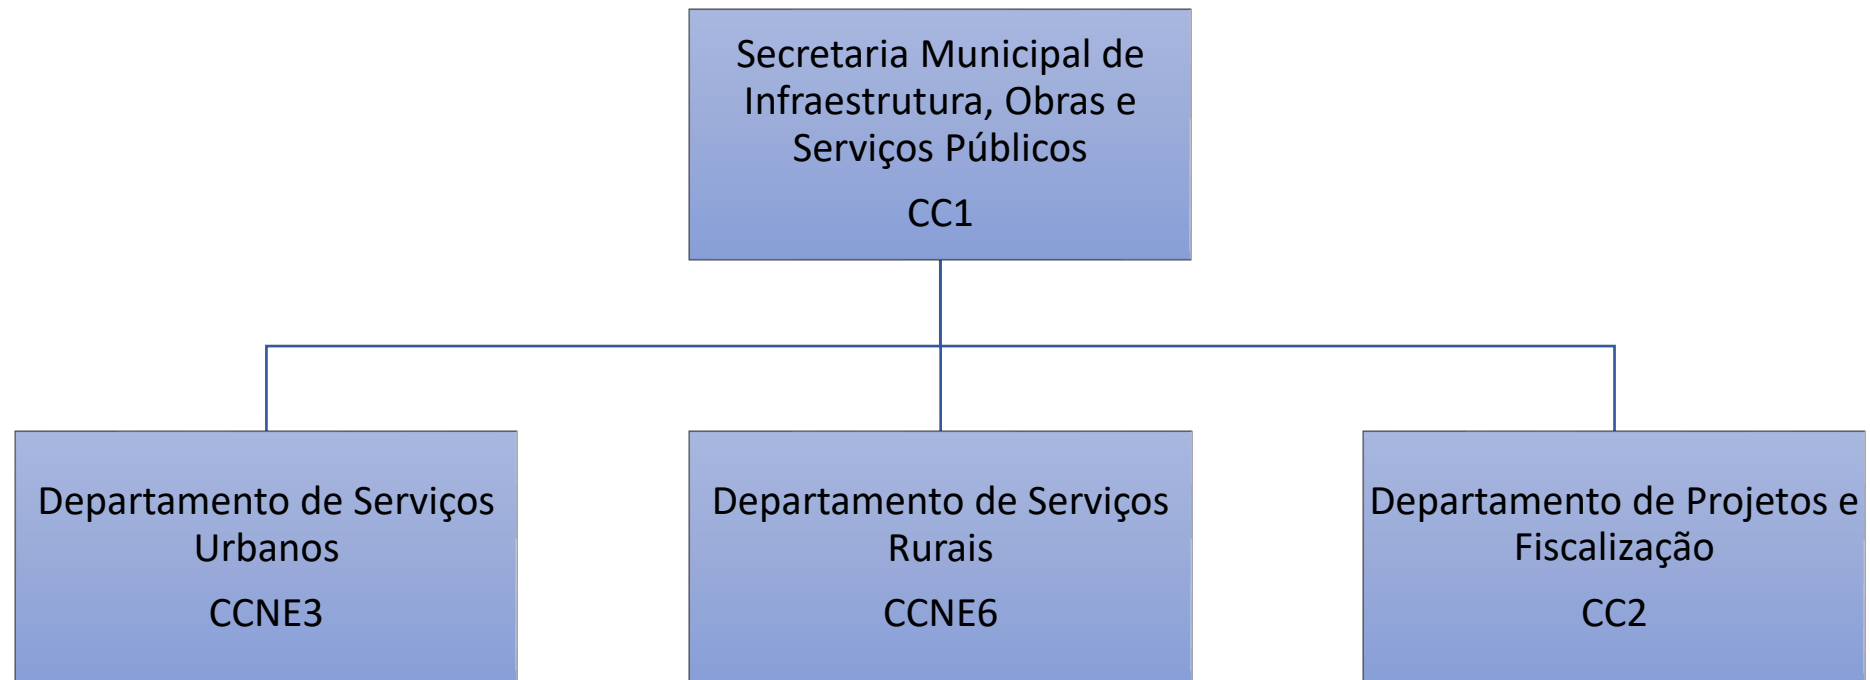 Secretaria Municipal de
Infraestrutura, Obras e
Serviços Públicos
CC1
Departamento de Serviços
Urbanos
CCNE3
Departamento de Serviços
Rurais
CCNE6
Departamento de Projetos e
Fiscalização
CC2